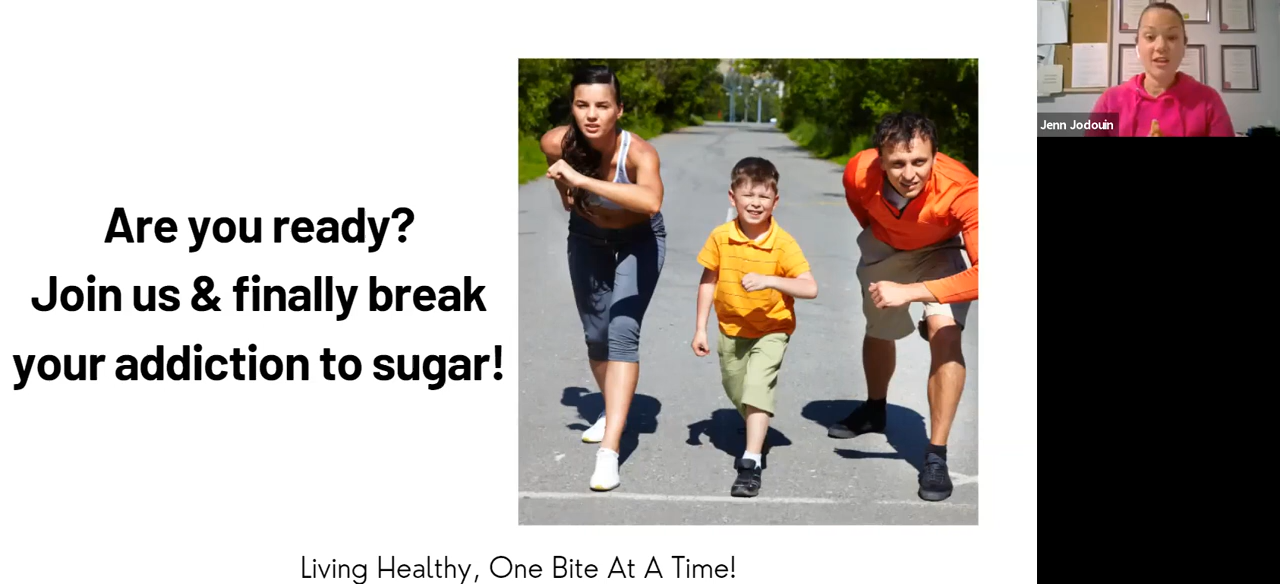 Are you ready?
Join us & finally break
your addiction to sugar!
Living Healthy, One Bite At A Time!
Jenn Jodouin